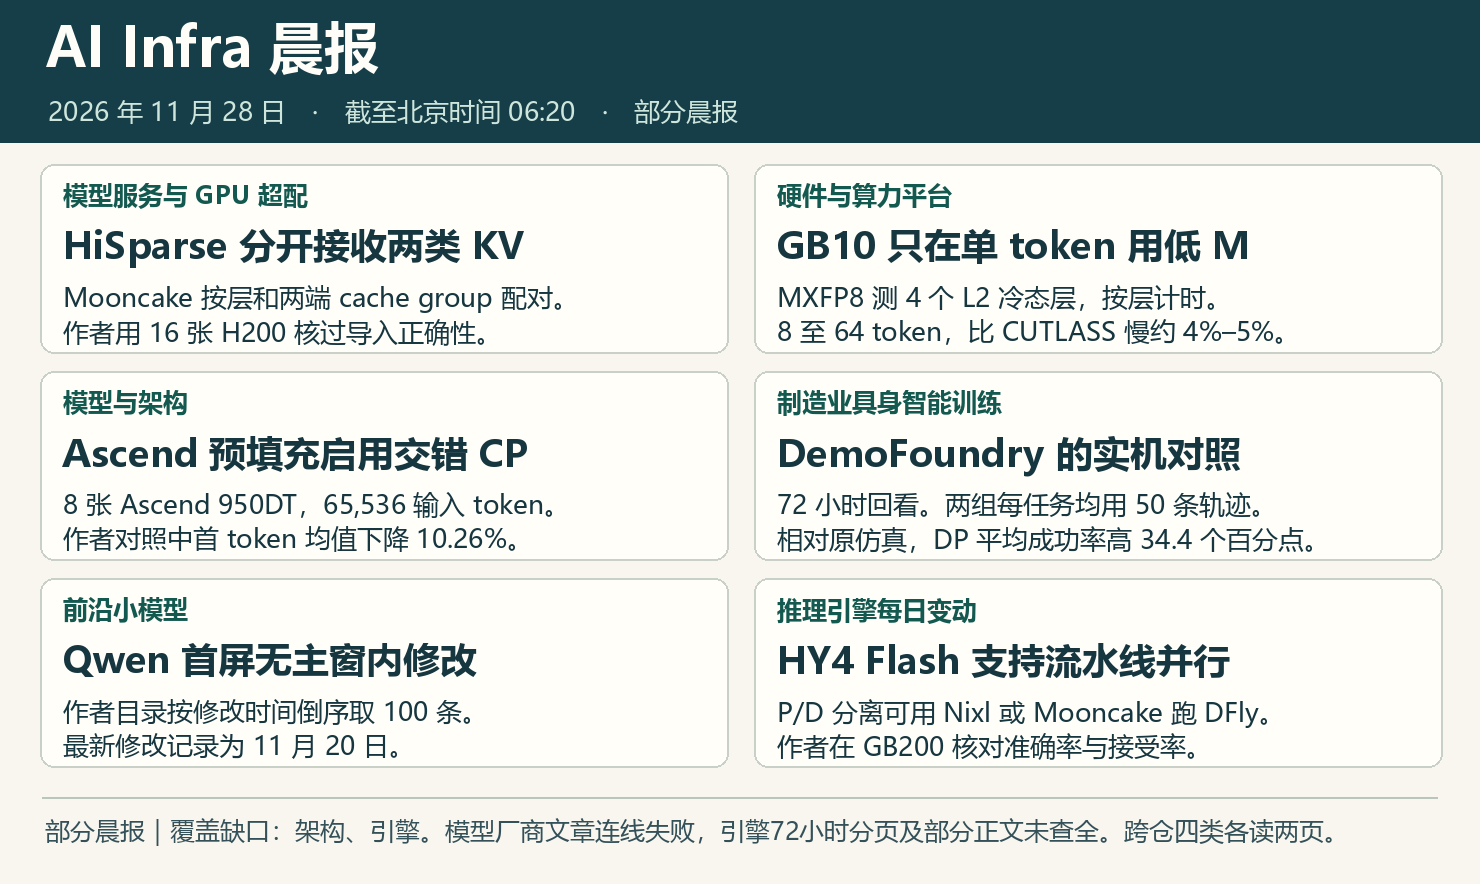 AI Infra 晨报
2026 年 11 月 28 日 · 截至北京时间 06:20 · 部分晨报
模型服务与 GPU 超配
HiSparse 分开接收两类 KV
Mooncake 按层和两端 cache group 配对。
作者用 16 张 H200 核过导入正确性。
硬件与算力平台
GB10 只在单 token 用低 M
MXFP8 测 4 个 L2 冷态层，按层计时。
8 至 64 token，比 CUTLASS 慢约 4%–5%。
模型与架构
Ascend 预填充启用交错 CP
8 张 Ascend 950DT，65,536 输入 token。
作者对照中首 token 均值下降 10.26%。
制造业具身智能训练
DemoFoundry 的实机对照
72 小时回看。两组每任务均用 50 条轨迹。
相对原仿真，DP 平均成功率高 34.4 个百分点。
前沿小模型
Qwen 首屏无主窗内修改
作者目录按修改时间倒序取 100 条。
最新修改记录为 11 月 20 日。
推理引擎每日变动
HY4 Flash 支持流水线并行
P/D 分离可用 Nixl 或 Mooncake 跑 DFly。
作者在 GB200 核对准确率与接受率。
部分晨报｜覆盖缺口：架构、引擎。模型厂商文章连线失败，引擎72小时分页及部分正文未查全。跨仓四类各读两页。